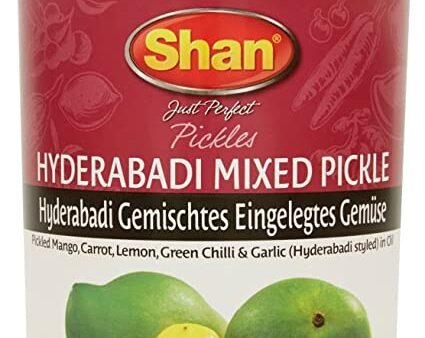 Shan®
Just Perfect
Pickles
HYDERABADI MIXED PICKLE
Hyderabadi Gemischtes Eingelegtes Gemüse
Pickled Mango, Carrot, Lemon, Green Chilli & Garlic (Hyderabadi styled) in Oil